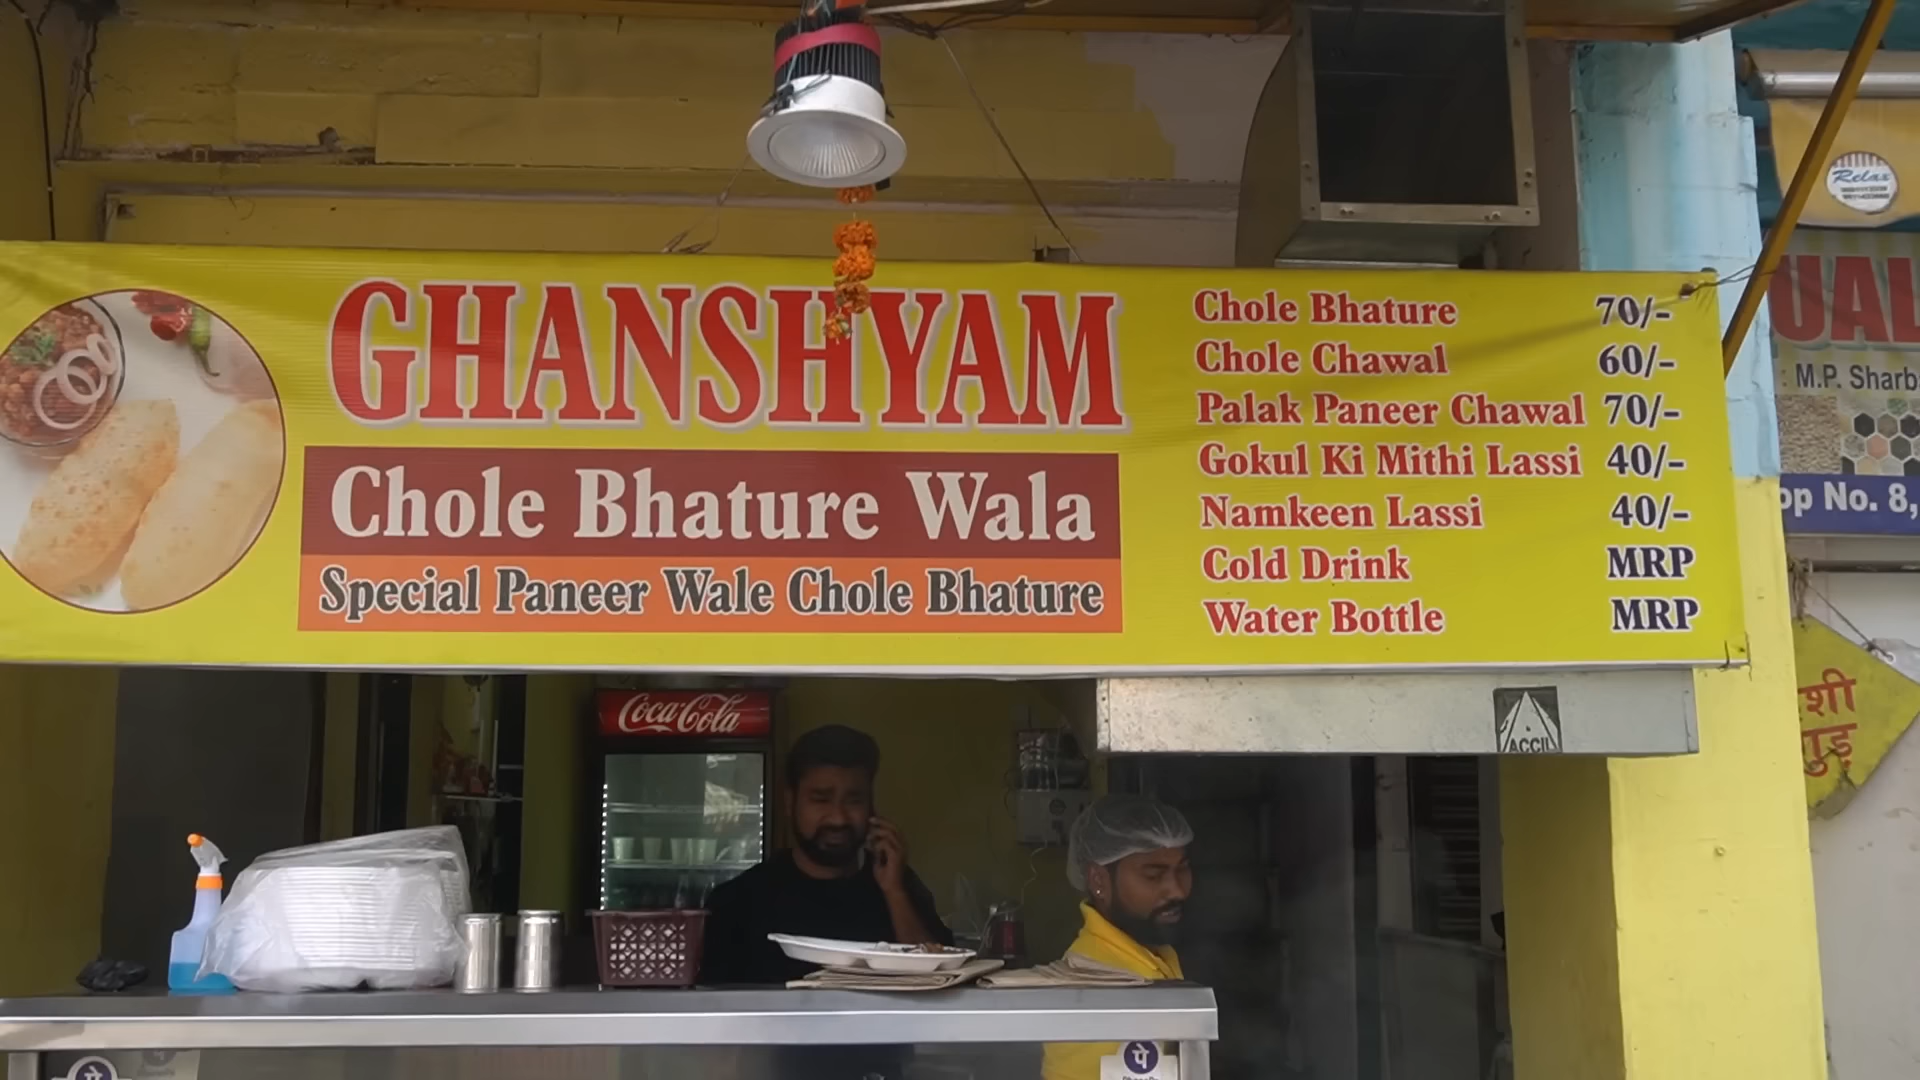 GHANSHYAM
Chole Bhature Wala
Special Paneer Wale Chole Bhature
Chole Bhature 70/-
Chole Chawal 60/-
Palak Paneer Chawal 70/-
Gokul Ki Mithi Lassi 40/-
Namkeen Lassi 40/-
Cold Drink MRP
Water Bottle MRP
Relax
UAL
: M.P. Sharb
op No. 8,
शी
गुड़
Coca-Cola
ACCIL
पे
पे